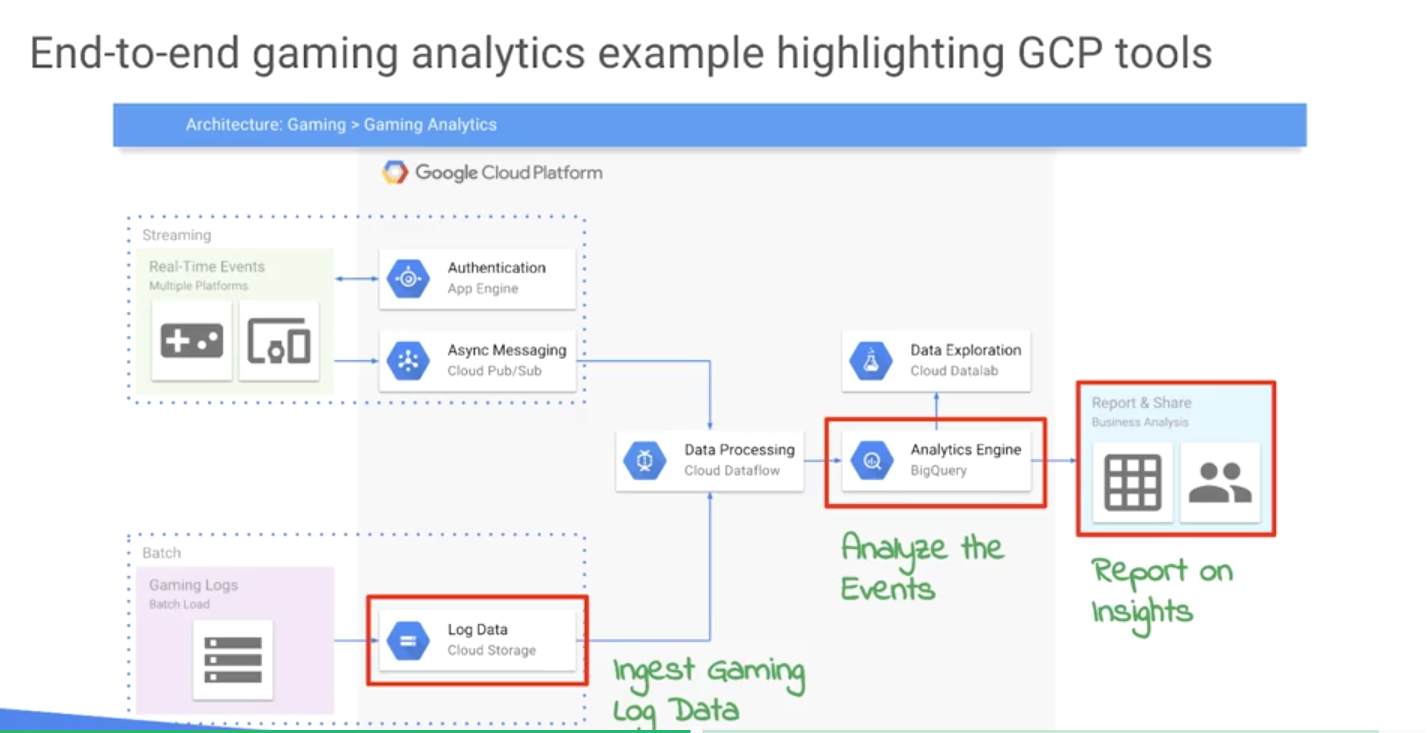 End-to-end gaming analytics example highlighting GCP tools
Architecture: Gaming > Gaming Analytics
Google Cloud Platform
Streaming
Real-Time Events
Multiple Platforms
Authentication
App Engine
Async Messaging
Cloud Pub/Sub
Data Exploration
Cloud Datalab
Report & Share
Business Analysis
Data Processing
Cloud Dataflow
Analytics Engine
BigQuery
Analyze the
Events
Report on
Insights
Batch
Gaming Logs
Batch Load
Log Data
Cloud Storage
Ingest Gaming
Log Data